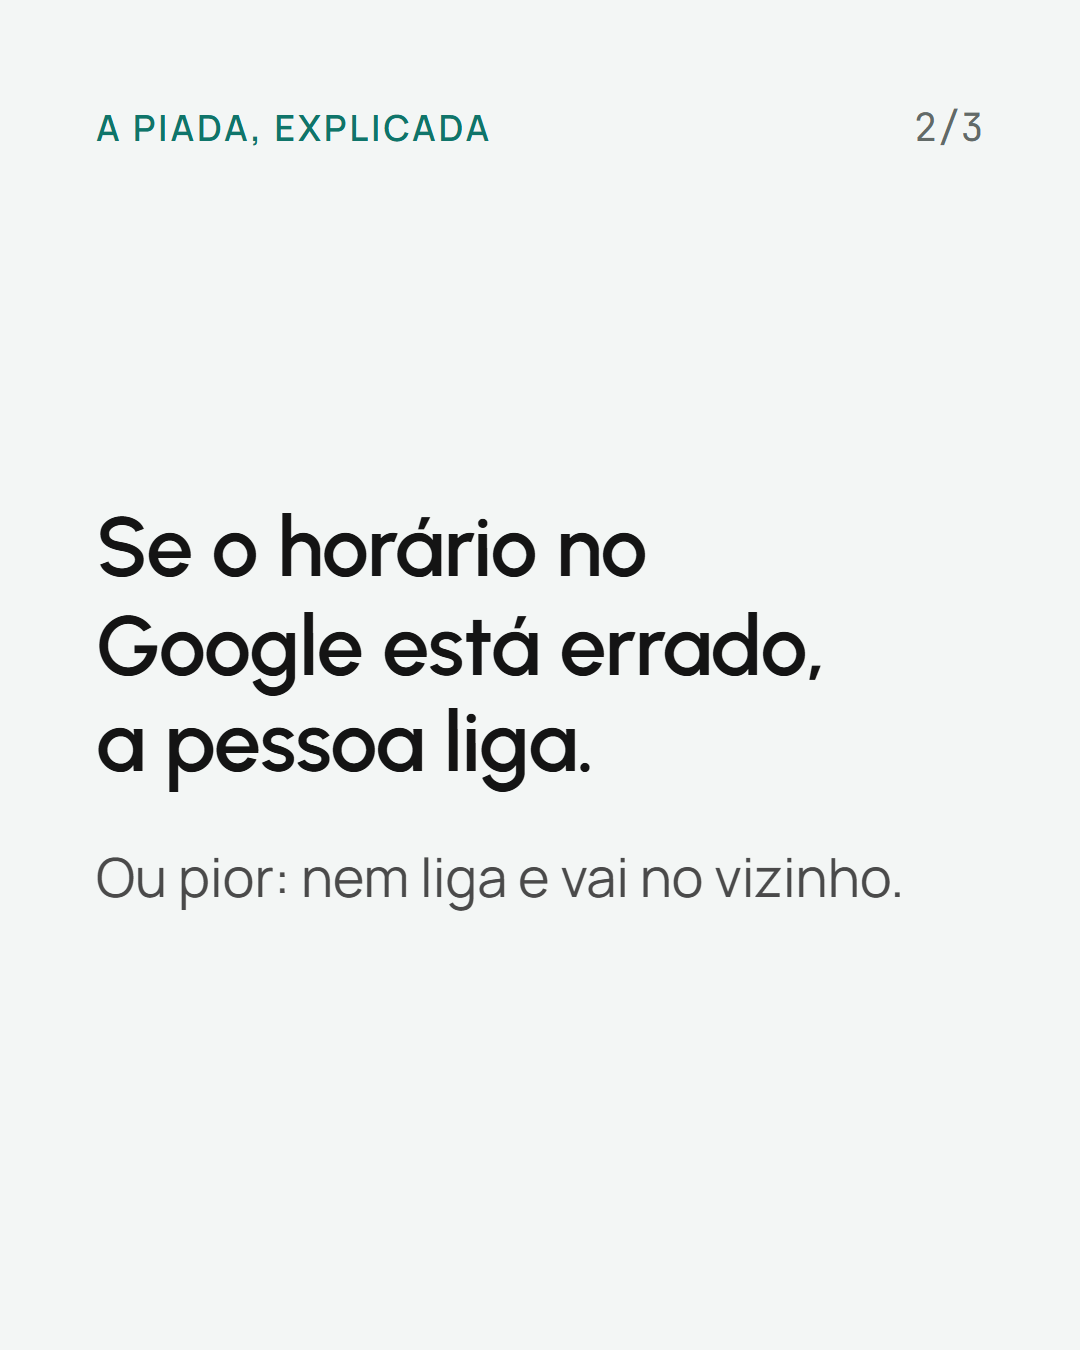 A PIADA, EXPLICADA
2/3
Se o horário no
Google está errado,
a pessoa liga.
Ou pior: nem liga e vai no vizinho.